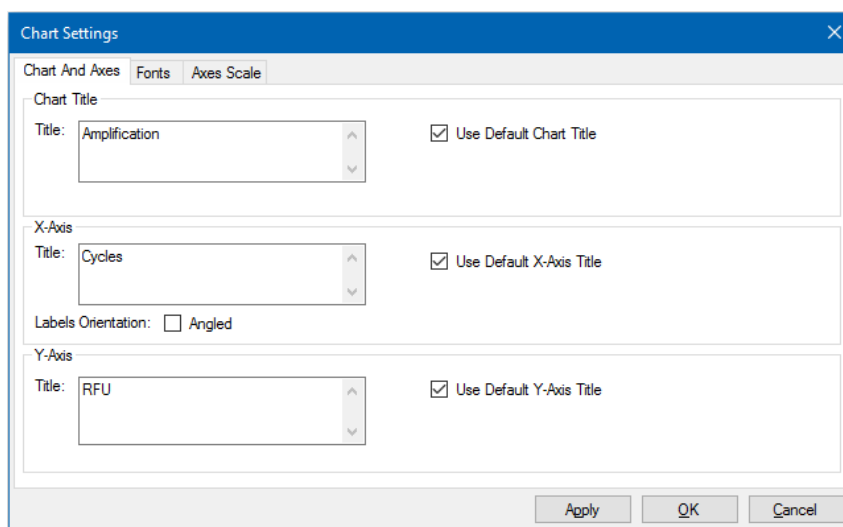 Chart Settings
Chart And Axes Fonts Axes Scale
Chart Title
Title: Amplification Use Default Chart Title
X-Axis
Title: Cycles Use Default X-Axis Title
Labels Orientation: Angled
Y-Axis
Title: RFU Use Default Y-Axis Title
Apply OK Cancel